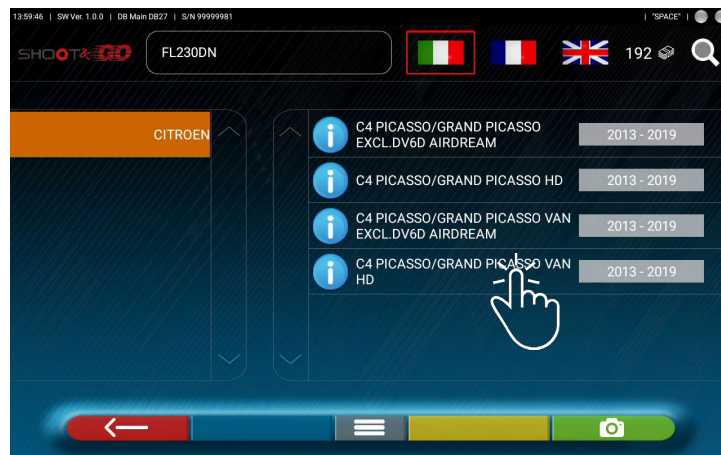 13:59:46 | SW Ver. 1.0.0 | DB Main DB27 | S/N 99999981
| "SPACE" |
SHOOT&GO
FL230DN
192
CITROEN
C4 PICASSO/GRAND PICASSO
EXCL.DV6D AIRDREAM
2013 - 2019
C4 PICASSO/GRAND PICASSO HD
2013 - 2019
C4 PICASSO/GRAND PICASSO VAN
EXCL.DV6D AIRDREAM
2013 - 2019
C4 PICASSO/GRAND PICASSO VAN
HD
2013 - 2019